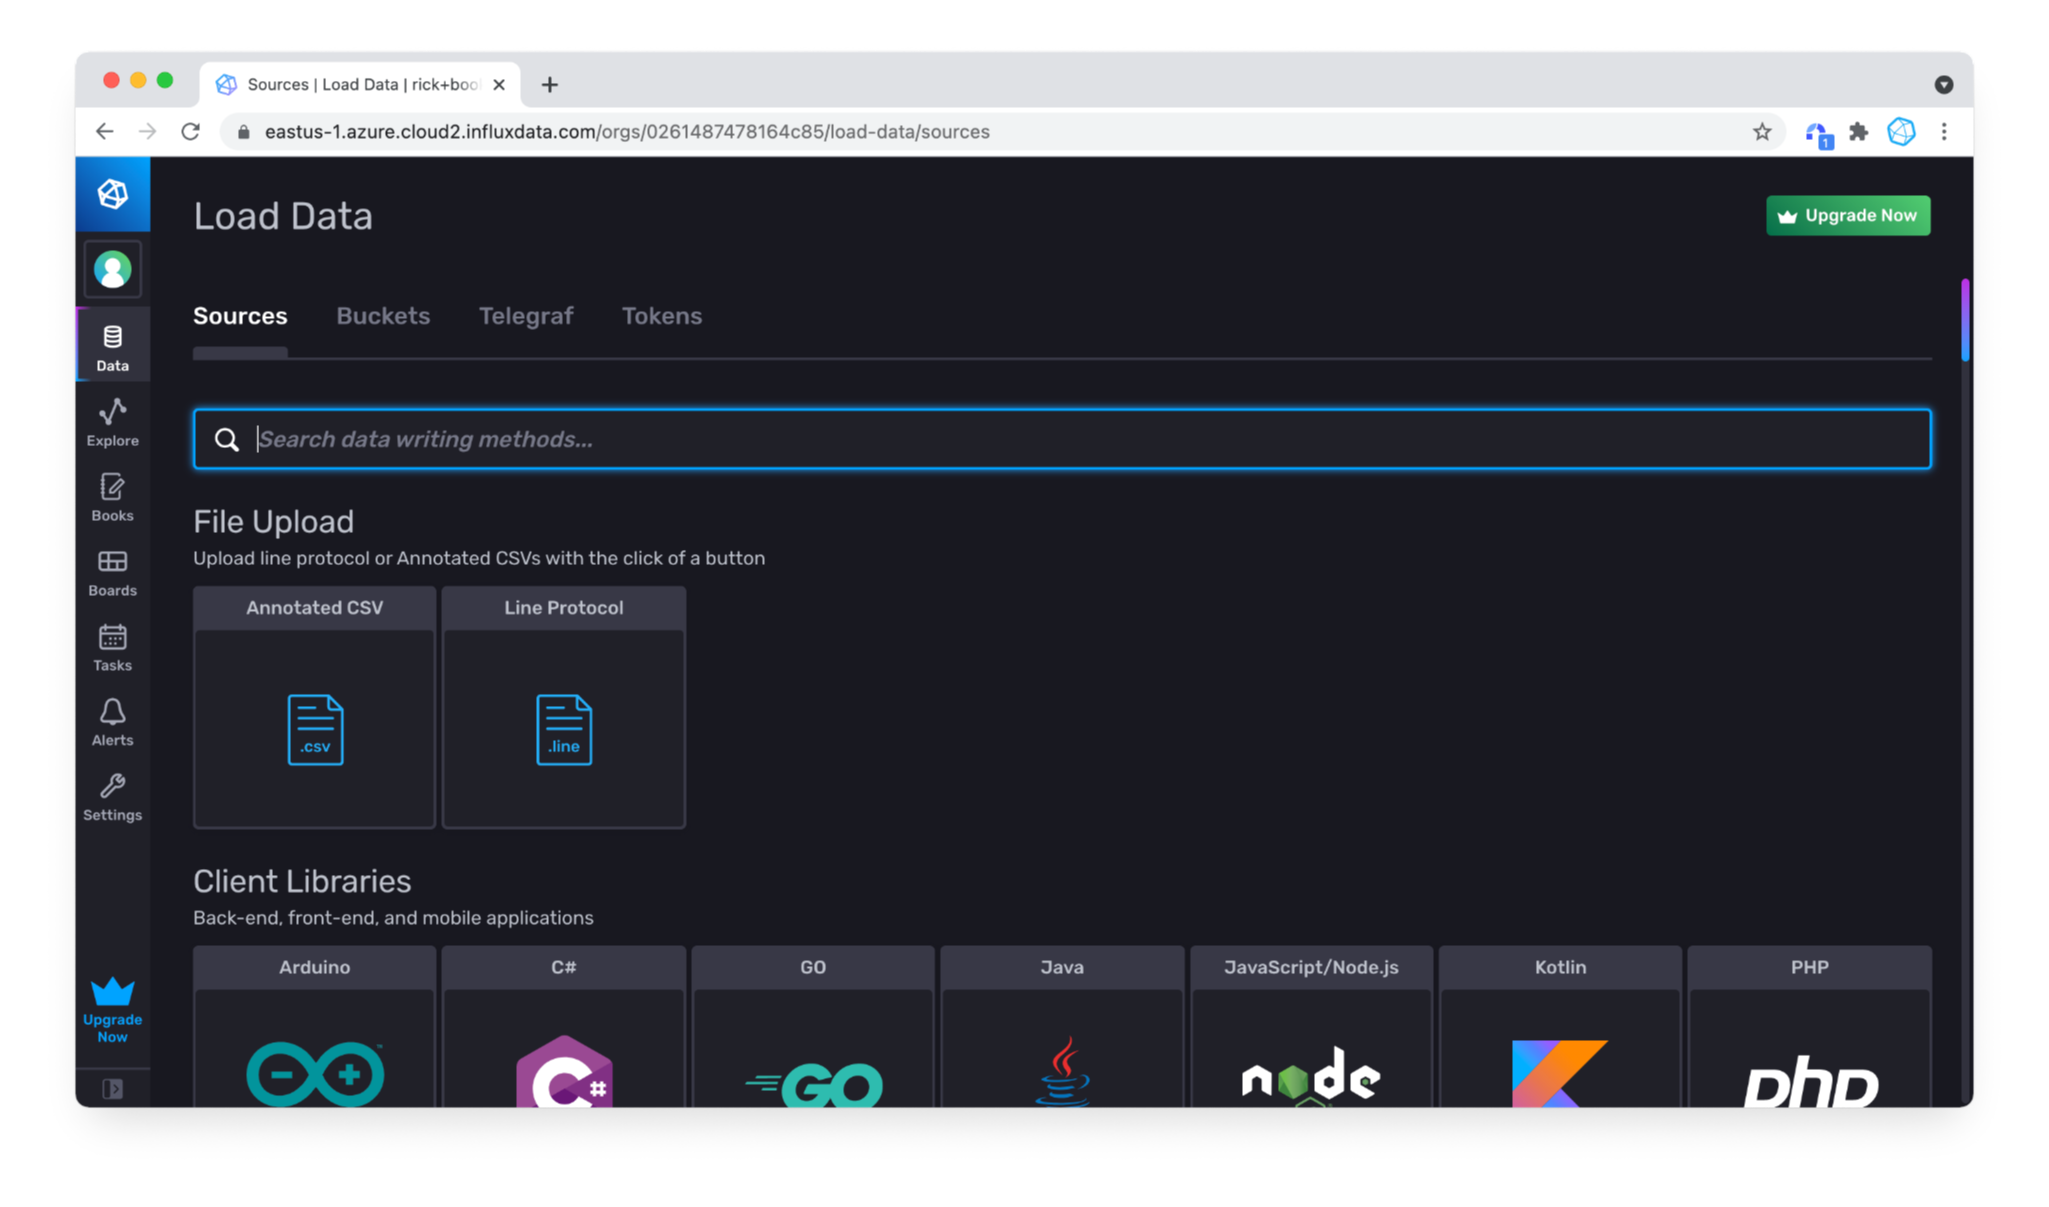 Sources | Load Data | rick+boo
eastus-1.azure.cloud2.influxdata.com/orgs/0261487478164c85/load-data/sources
1
Load Data
Upgrade Now
Sources Buckets Telegraf Tokens
Data
Explore
Books
Boards
Tasks
Alerts
Settings
Upgrade
Now
Search data writing methods...
File Upload
Upload line protocol or Annotated CSVs with the click of a button
Annotated CSV Line Protocol
.csv .line
Client Libraries
Back-end, front-end, and mobile applications
Arduino C# GO Java JavaScript/Node.js Kotlin PHP
C# GO node php